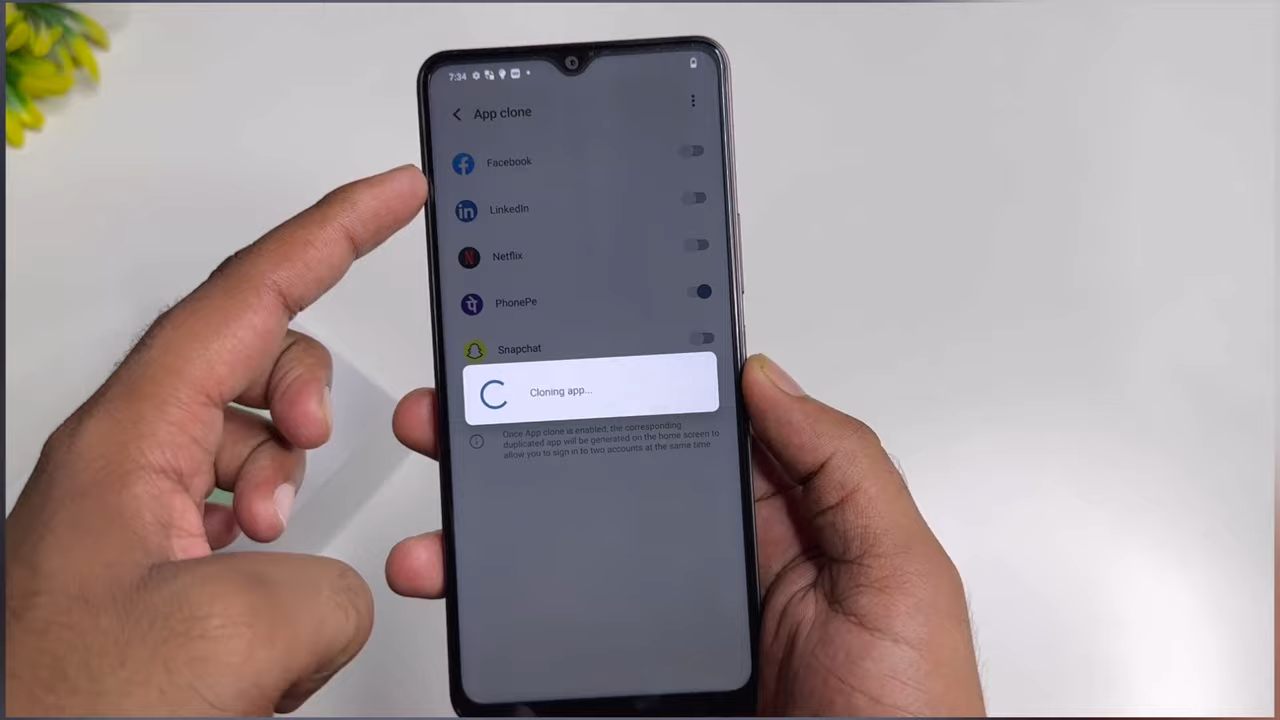 7:34
App clone
Facebook
LinkedIn
Netflix
PhonePe
Snapchat
Cloning app...
Once App clone is enabled, the corresponding
duplicated app will be generated on the home screen to
allow you to sign in to two accounts at the same time